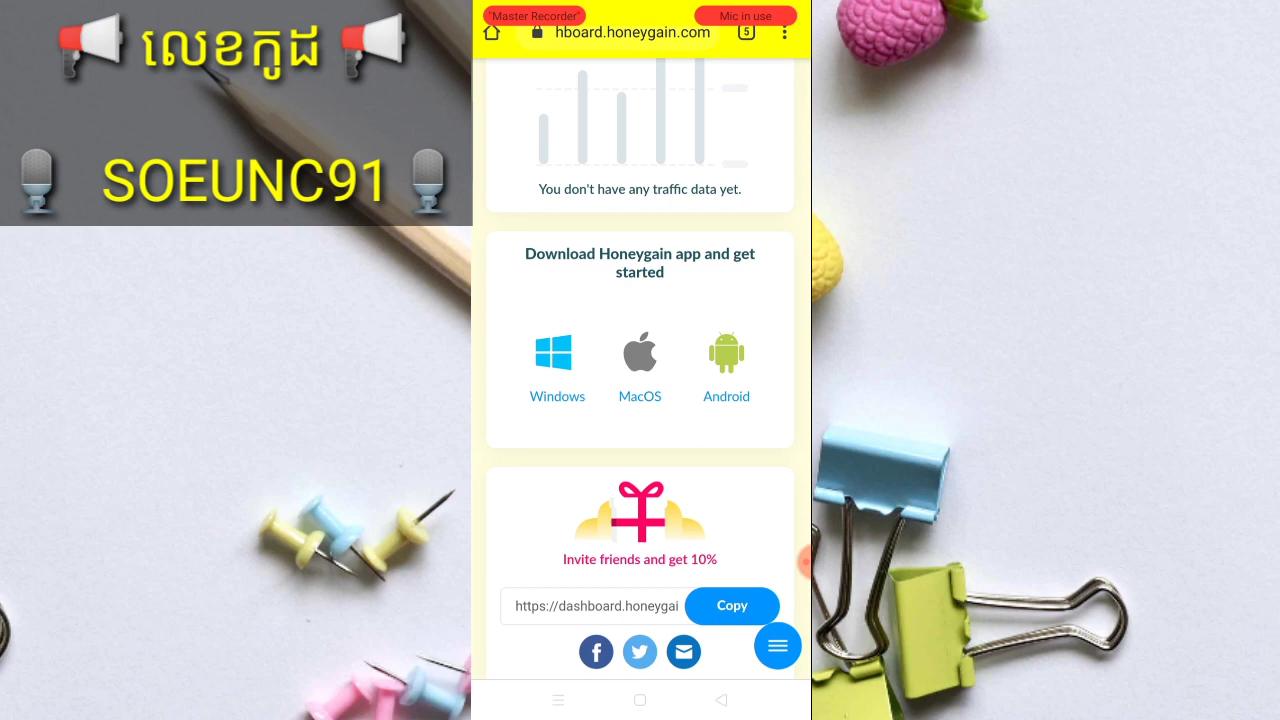 លេខកូដ
SOEUNC91
"Master Recorder"
Mic in use
hboard.honeygain.com
5
You don't have any traffic data yet.
Download Honeygain app and get
started
Windows MacOS Android
Invite friends and get 10%
https://dashboard.honeygai
Copy